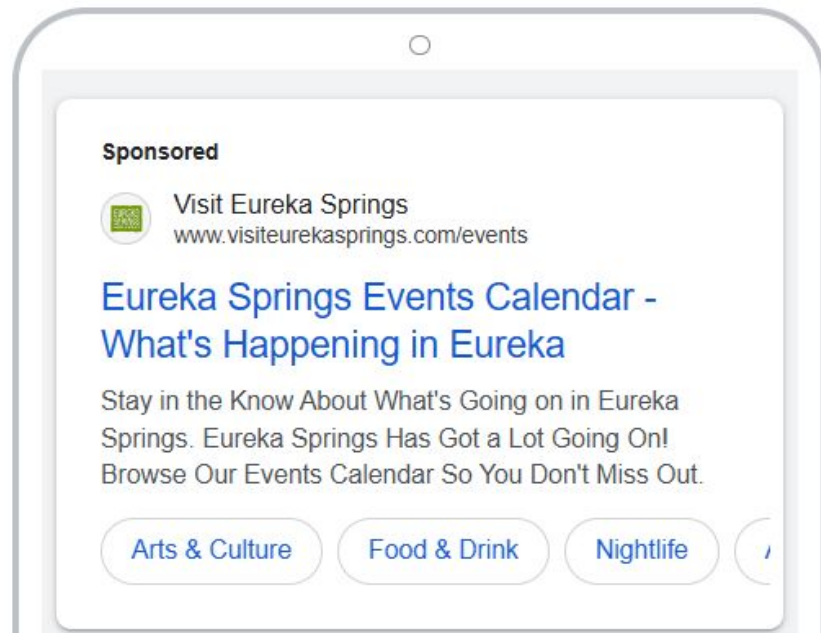 Sponsored
EUREKA
SPRINGS
Visit Eureka Springs
www.visiteurekasprings.com/events
Eureka Springs Events Calendar -
What's Happening in Eureka
Stay in the Know About What's Going on in Eureka
Springs. Eureka Springs Has Got a Lot Going On!
Browse Our Events Calendar So You Don't Miss Out.
Arts & Culture Food & Drink Nightlife